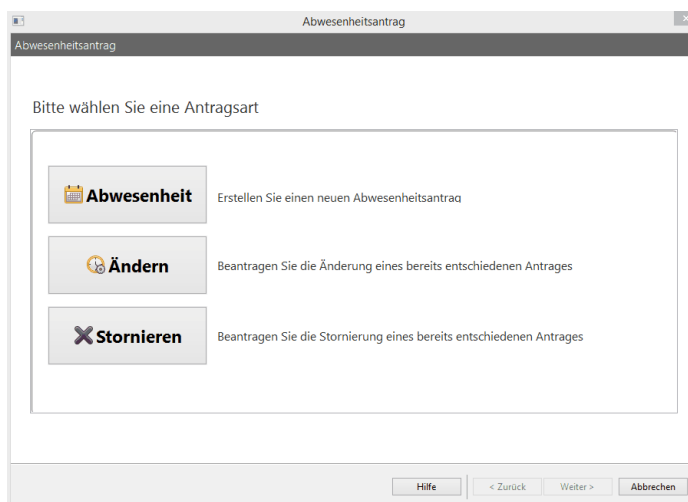 Abwesenheitsantrag
Abwesenheitsantrag
Bitte wählen Sie eine Antragsart
Abwesenheit Erstellen Sie einen neuen Abwesenheitsantrag
Ändern Beantragen Sie die Änderung eines bereits entschiedenen Antrages
Stornieren Beantragen Sie die Stornierung eines bereits entschiedenen Antrages
Hilfe < Zurück Weiter > Abbrechen